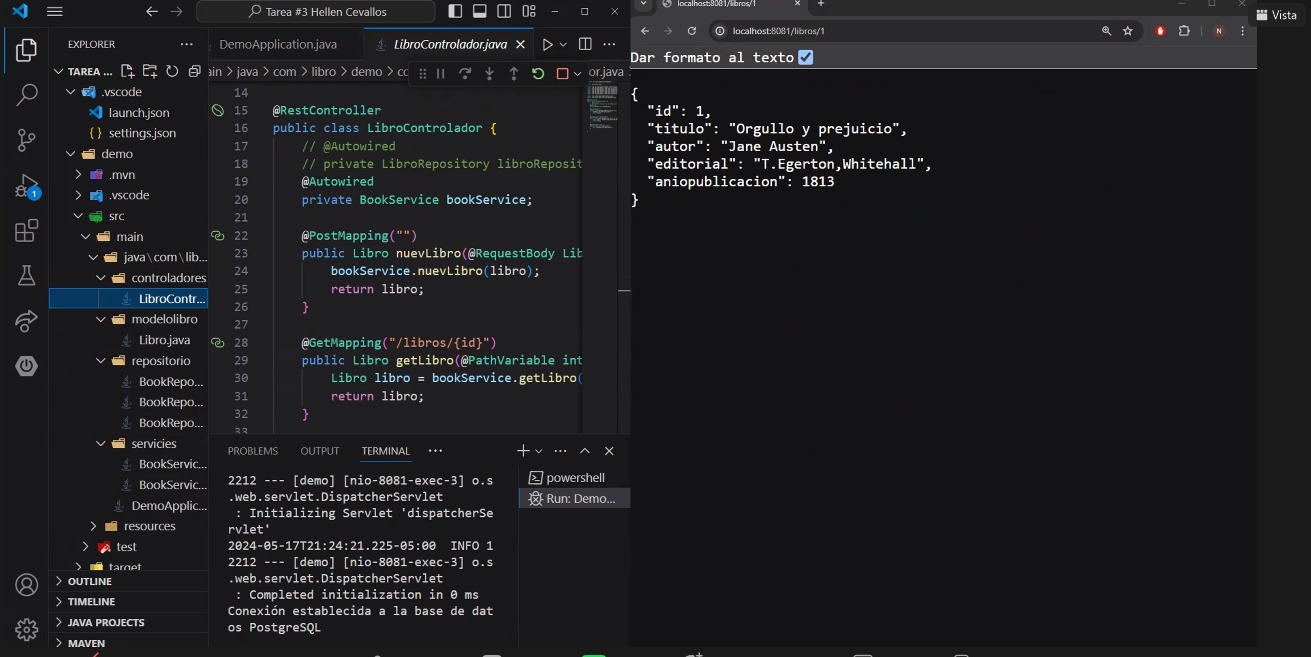 Tarea #3 Hellen Cevallos
EXPLORER
TAREA ...
.vscode
launch.json
settings.json
demo
.mvn
.vscode
src
main
java\com\lib...
controladores
LibroContr...
modelolibro
Libro.java
repositorio
BookRepo...
BookRepo...
BookRepo...
servicies
BookServic...
BookServic...
DemoApplic...
resources
test
target
OUTLINE
TIMELINE
JAVA PROJECTS
MAVEN
1
DemoApplication.java
LibroControlador.java
ain > java > com > libro > demo > co
or.java
14
15 @RestController
16 public class LibroControlador {
17 // @Autowired
18 // private LibroRepository libroReposit
19 @Autowired
20 private BookService bookService;
21
22 @PostMapping("")
23 public Libro nuevLibro(@RequestBody Lib
24 bookService.nuevLibro(libro);
25 return libro;
26 }
27
28 @GetMapping("/libros/{id}")
29 public Libro getLibro(@PathVariable int
30 Libro libro = bookService.getLibro(
31 return libro;
32 }
33
PROBLEMS OUTPUT TERMINAL
2212 --- [demo] [nio-8081-exec-3] o.s
.web.servlet.DispatcherServlet
: Initializing Servlet 'dispatcherSe
rvlet'
2024-05-17T21:24:21.225-05:00 INFO 1
2212 --- [demo] [nio-8081-exec-3] o.s
.web.servlet.DispatcherServlet
: Completed initialization in 0 ms
Conexión establecida a la base de dat
os PostgreSQL
powershell
Run: Demo...
localhost:8081/libros/1
localhost:8081/libros/1
N
Vista
Dar formato al texto
{
"id": 1,
"titulo": "Orgullo y prejuicio",
"autor": "Jane Austen",
"editorial": "T.Egerton,Whitehall",
"aniopublicacion": 1813
}